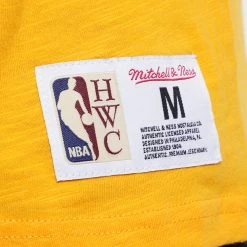 Mitchell & Ness
HWC
NBA
M
MITCHELL & NESS NOSTALGIA CO.
AUTHENTIC LICENSED APPAREL
DESIGNED IN PHILADELPHIA, PA
ESTABLISHED 1904
AUTHENTIC, PREMIUM, LEGENDARY